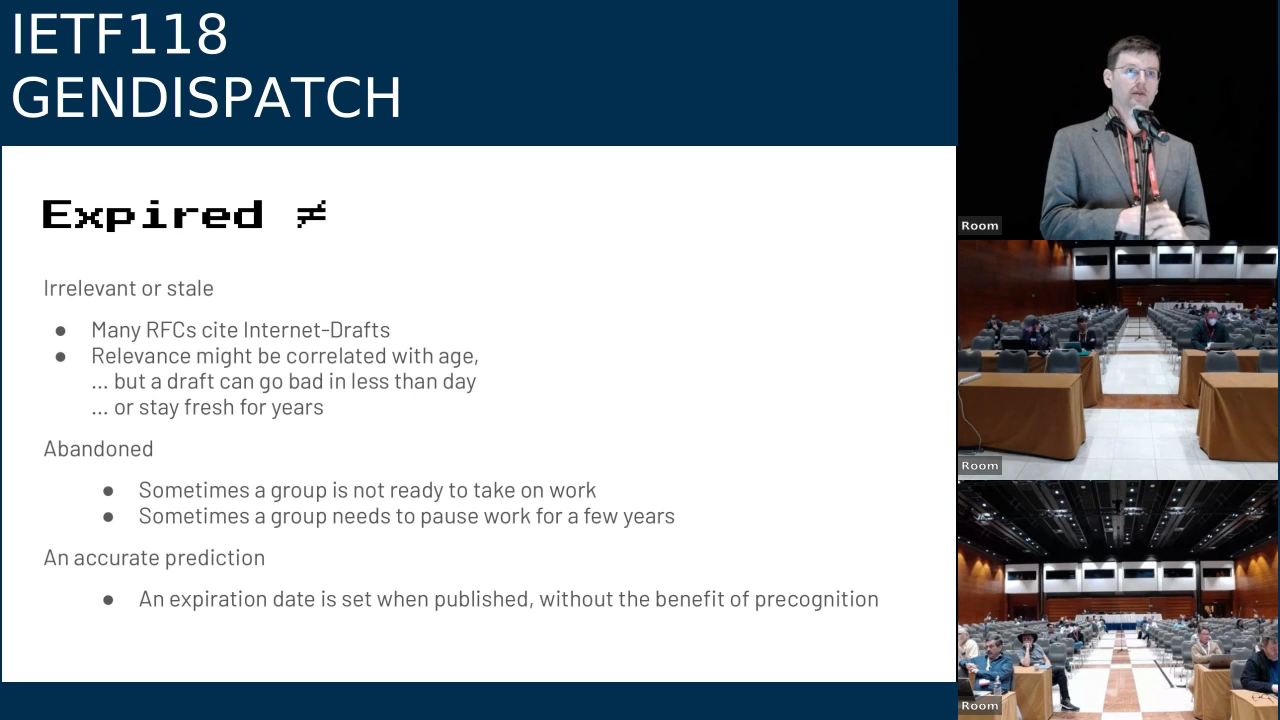 IETF118
GENDISPATCH
Expired ≠
Irrelevant or stale
● Many RFCs cite Internet-Drafts
● Relevance might be correlated with age,
... but a draft can go bad in less than day
... or stay fresh for years
Abandoned
● Sometimes a group is not ready to take on work
● Sometimes a group needs to pause work for a few years
An accurate prediction
● An expiration date is set when published, without the benefit of precognition
Room
Room
Room